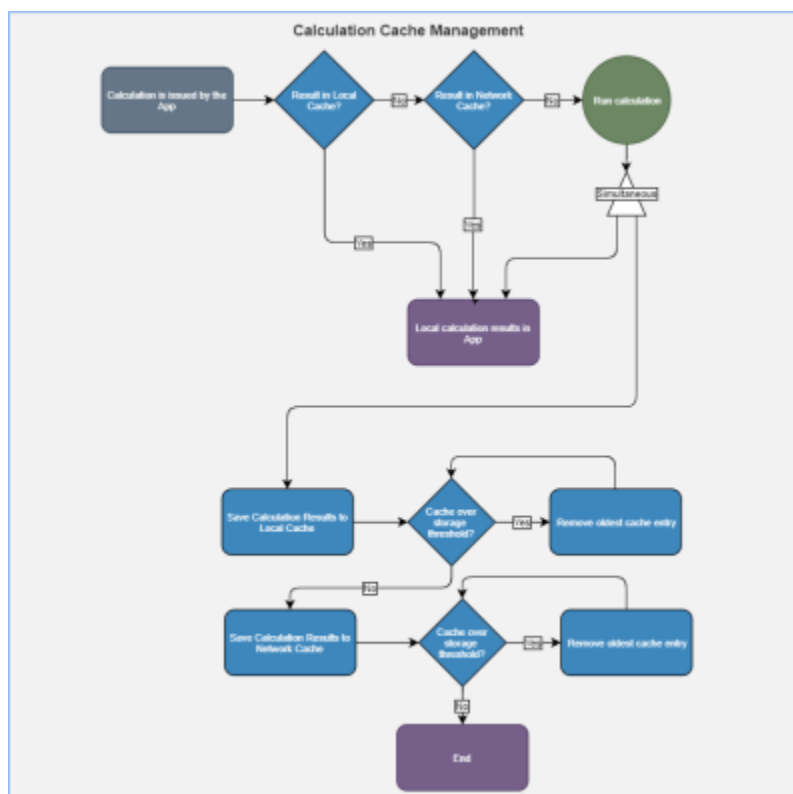 Calculation Cache Management
Calculation is issued by the
App
Result in Local
Cache?
No
Result in Network
Cache?
No
Run calculation
Simultaneous
Yes
Yes
Local calculation results in
App
Save Calculation Results to
Local Cache
Cache over
storage
threshold?
Yes
Remove oldest cache entry
No
Save Calculation Results to
Network Cache
Cache over
storage
threshold?
Yes
Remove oldest cache entry
No
End